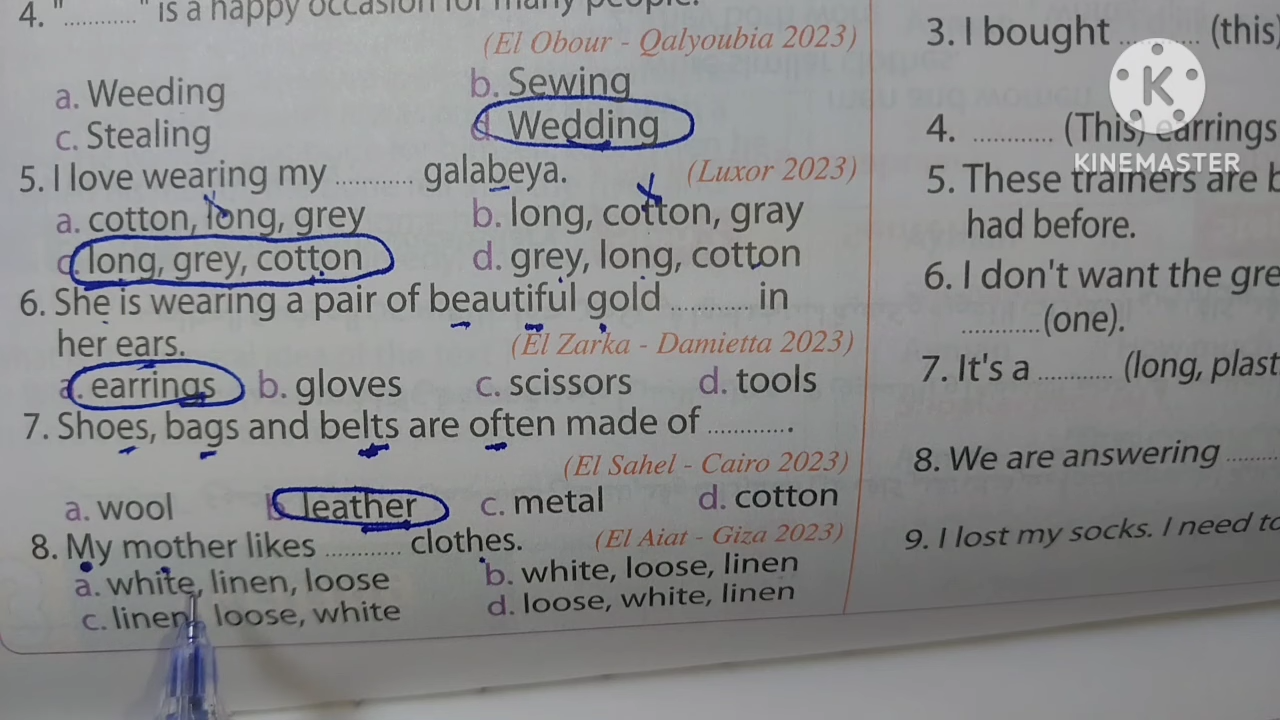 4. "............" is a happy occasion for many people.
(El Obour - Qalyoubia 2023)
a. Weeding b. Sewing
c. Stealing d. Wedding
5. I love wearing my ............ galabeya. (Luxor 2023)
a. cotton, long, grey b. long, cotton, gray
c. long, grey, cotton d. grey, long, cotton
6. She is wearing a pair of beautiful gold ............ in
her ears. (El Zarka - Damietta 2023)
a. earrings b. gloves c. scissors d. tools
7. Shoes, bags and belts are often made of ............ .
(El Sahel - Cairo 2023)
a. wool b. leather c. metal d. cotton
8. My mother likes ............ clothes. (El Aiat - Giza 2023)
a. white, linen, loose b. white, loose, linen
c. linen, loose, white d. loose, white, linen
3. I bought ............ (this)
4. ............ (This) earrings
5. These trainers are b
had before.
6. I don't want the gre
............ (one).
7. It's a ............ (long, plast
8. We are answering ........
9. I lost my socks. I need to
K
KINEMASTER